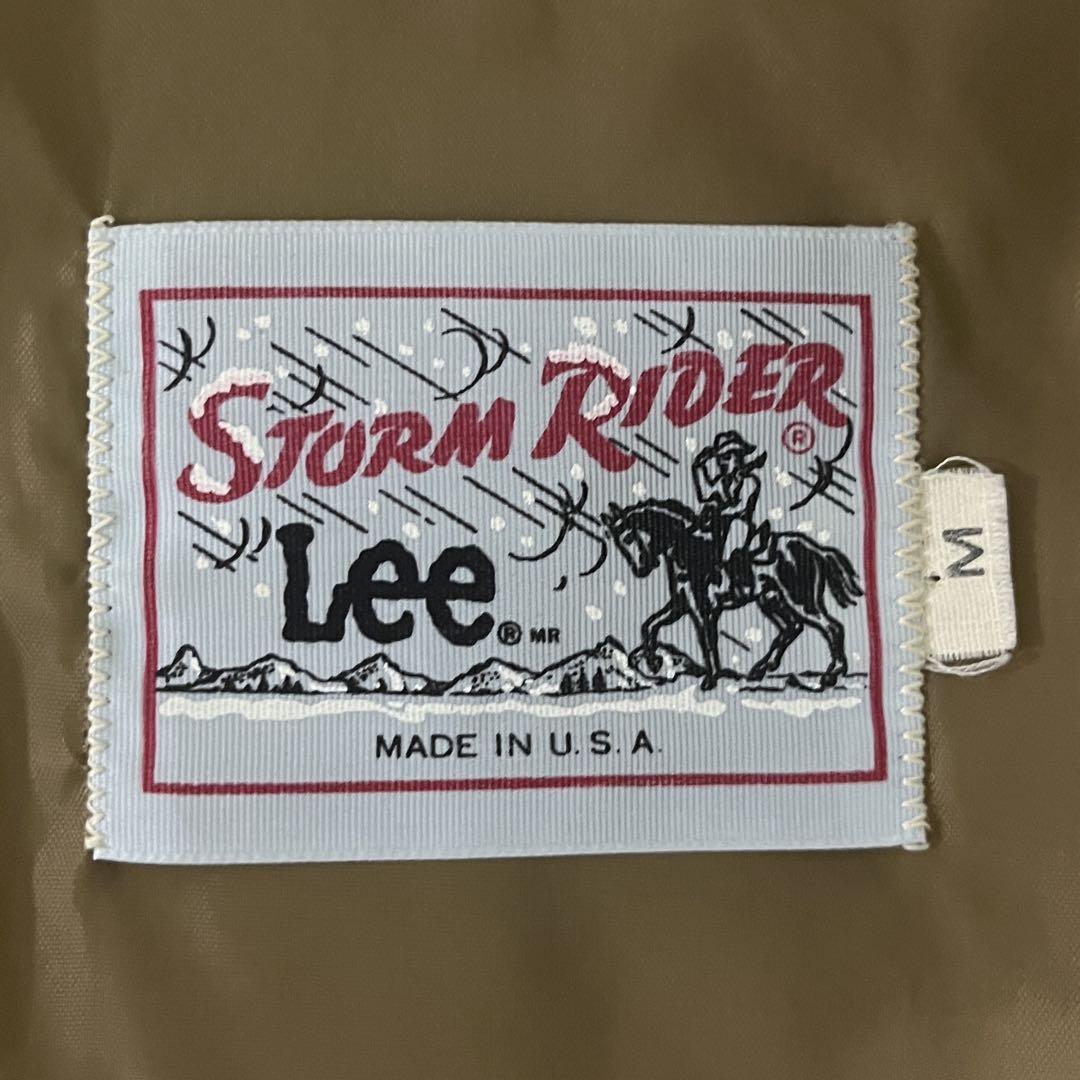 STORM RIDER ®
Lee ® MR
MADE IN U.S.A.
M